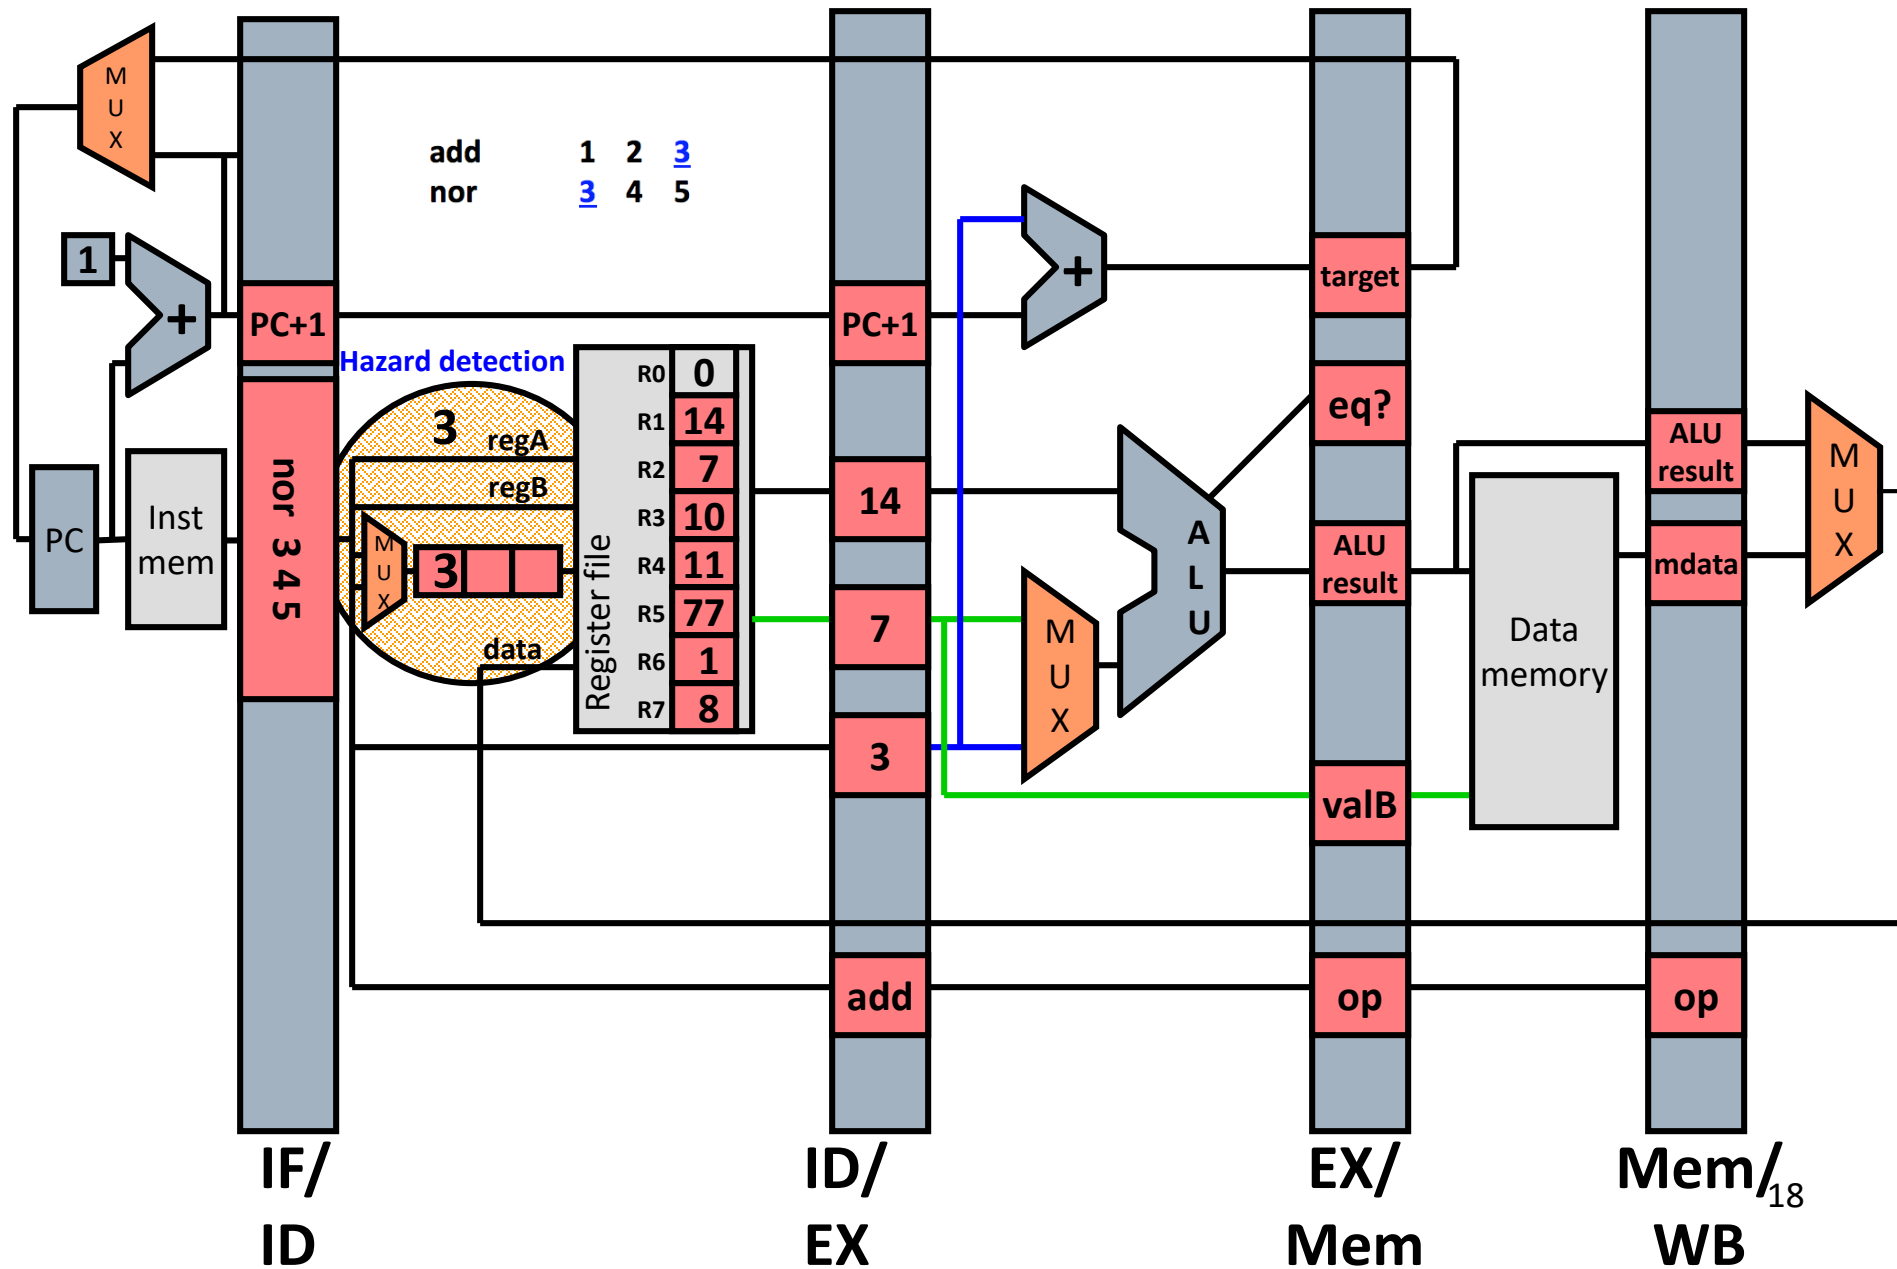 M
U
X
add 1 2 3
nor 3 4 5
1
+
PC+1
PC+1
+
target
Hazard detection
R0 0
R1 14
R2 7
R3 10
R4 11
R5 77
R6 1
R7 8
Register file
3
regA
regB
M
U
X
3
data
nor 3 4 5
PC
Inst
mem
14
7
3
add
M
U
X
A
L
U
eq?
ALU
result
valB
op
Data
memory
ALU
result
mdata
op
M
U
X
IF/
ID
ID/
EX
EX/
Mem
Mem/
WB
18